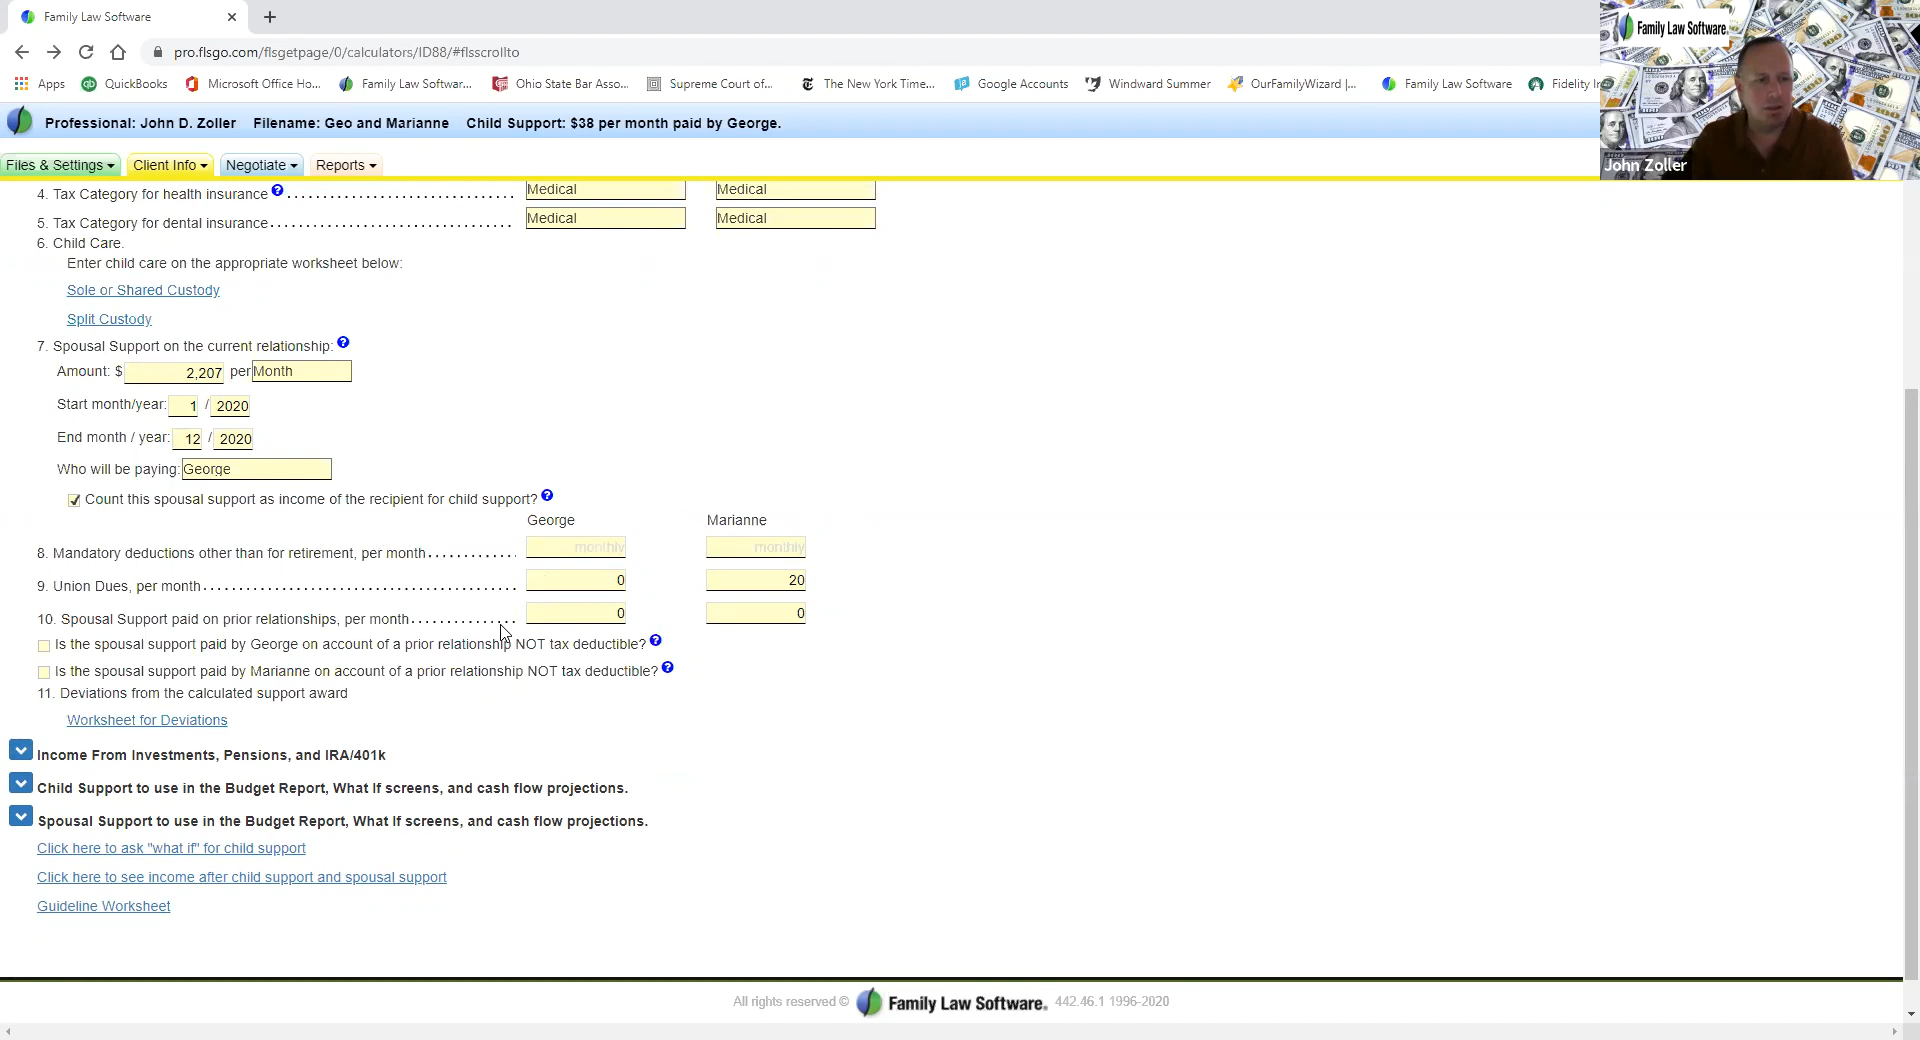 Family Law Software
pro.flsgo.com/flsgetpage/0/calculators/ID88/#flsscrollto
Apps QuickBooks Microsoft Office Ho... Family Law Softwar... Ohio State Bar Asso... Supreme Court of... The New York Time... Google Accounts Windward Summer OurFamilyWizard |... Family Law Software Fidelity
Family Law Software.
John Zoller
Professional: John D. Zoller Filename: Geo and Marianne Child Support: $38 per month paid by George.
Files & Settings Client Info Negotiate Reports
4. Tax Category for health insurance Medical Medical
5. Tax Category for dental insurance Medical Medical
6. Child Care.
Enter child care on the appropriate worksheet below:
Sole or Shared Custody
Split Custody
7. Spousal Support on the current relationship:
Amount: $ 2,207 per Month
Start month/year: 1 / 2020
End month / year: 12 / 2020
Who will be paying: George
Count this spousal support as income of the recipient for child support?
George Marianne
8. Mandatory deductions other than for retirement, per month monthly monthly
9. Union Dues, per month 0 20
10. Spousal Support paid on prior relationships, per month 0 0
Is the spousal support paid by George on account of a prior relationship NOT tax deductible?
Is the spousal support paid by Marianne on account of a prior relationship NOT tax deductible?
11. Deviations from the calculated support award
Worksheet for Deviations
Income From Investments, Pensions, and IRA/401k
Child Support to use in the Budget Report, What If screens, and cash flow projections.
Spousal Support to use in the Budget Report, What If screens, and cash flow projections.
Click here to ask "what if" for child support
Click here to see income after child support and spousal support
Guideline Worksheet
All rights reserved © Family Law Software. 442.46.1 1996-2020